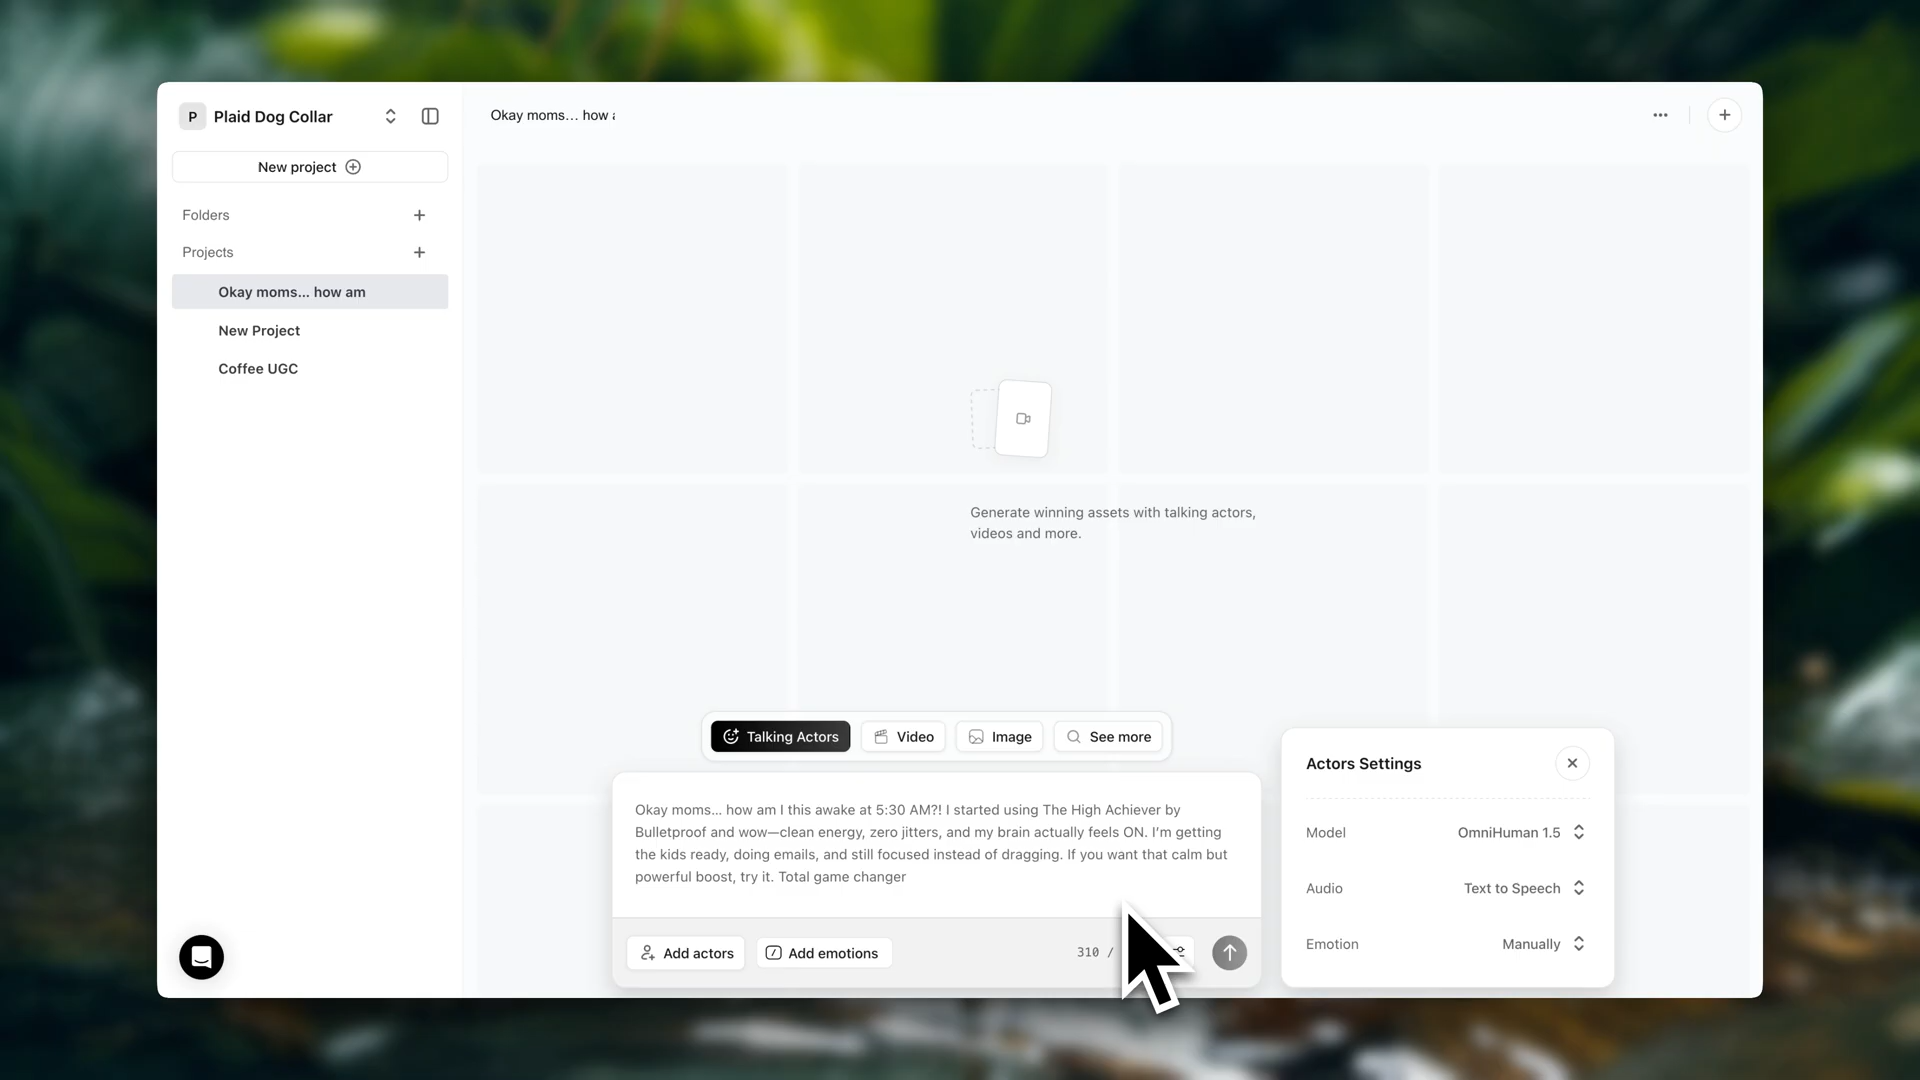 P Plaid Dog Collar
New project
Folders
Projects
Okay moms... how am
New Project
Coffee UGC
Okay moms... how
Generate winning assets with talking actors,
videos and more.
Talking Actors
Video
Image
See more
Okay moms... how am I this awake at 5:30 AM?! I started using The High Achiever by
Bulletproof and wow—clean energy, zero jitters, and my brain actually feels ON. I'm getting
the kids ready, doing emails, and still focused instead of dragging. If you want that calm but
powerful boost, try it. Total game changer
Add actors
Add emotions
310 /
Actors Settings
Model
OmniHuman 1.5
Audio
Text to Speech
Emotion
Manually